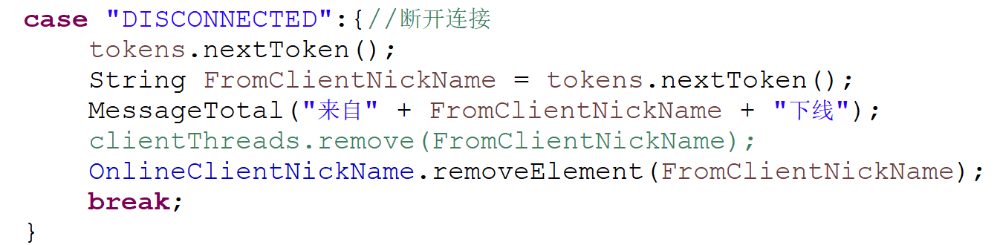 case "DISCONNECTED":{//断开连接
    tokens.nextToken();
    String FromClientNickName = tokens.nextToken();
    MessageTotal("来自" + FromClientNickName + "下线");
    clientThreads.remove(FromClientNickName);
    OnlineClientNickName.removeElement(FromClientNickName);
    break;
}